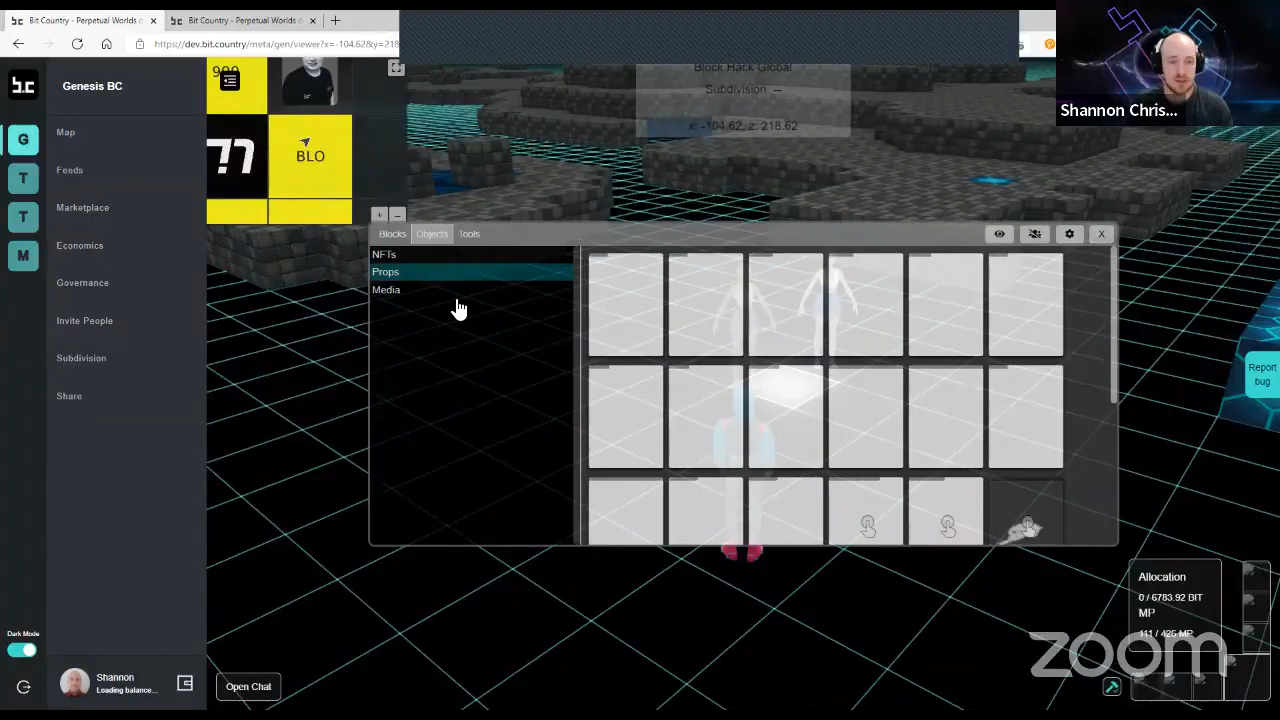 Bit Country - Perpetual Worlds o
Bit Country - Perpetual Worlds o
https://dev.bit.country/meta/gen/viewer?x=-104.62&y=218
Shannon Chris...
Genesis BC
G
T
T
M
Map
Feeds
Marketplace
Economics
Governance
Invite People
Subdivision
Share
BLO
Block Hack Global
Subdivision: --
x: -104.62, z: 218.62
+
–
Blocks
Objects
Tools
X
NFTs
Props
Media
Report
bug
Allocation
0 / 6783.92 BIT
MP
111 / 425 MP
zoom
Dark Mode
Shannon
Loading balance...
Open Chat